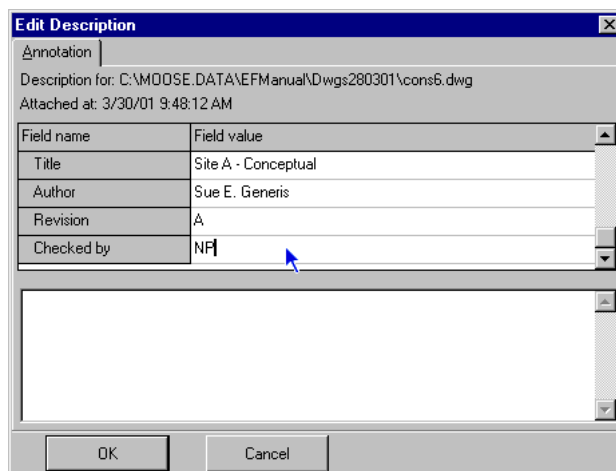 Edit Description
Annotation
Description for: C:\MOOSE.DATA\EFManual\Dwgs280301\cons6.dwg
Attached at: 3/30/01 9:48:12 AM
Field name Field value
Title Site A - Conceptual
Author Sue E. Generis
Revision A
Checked by NP
OK Cancel